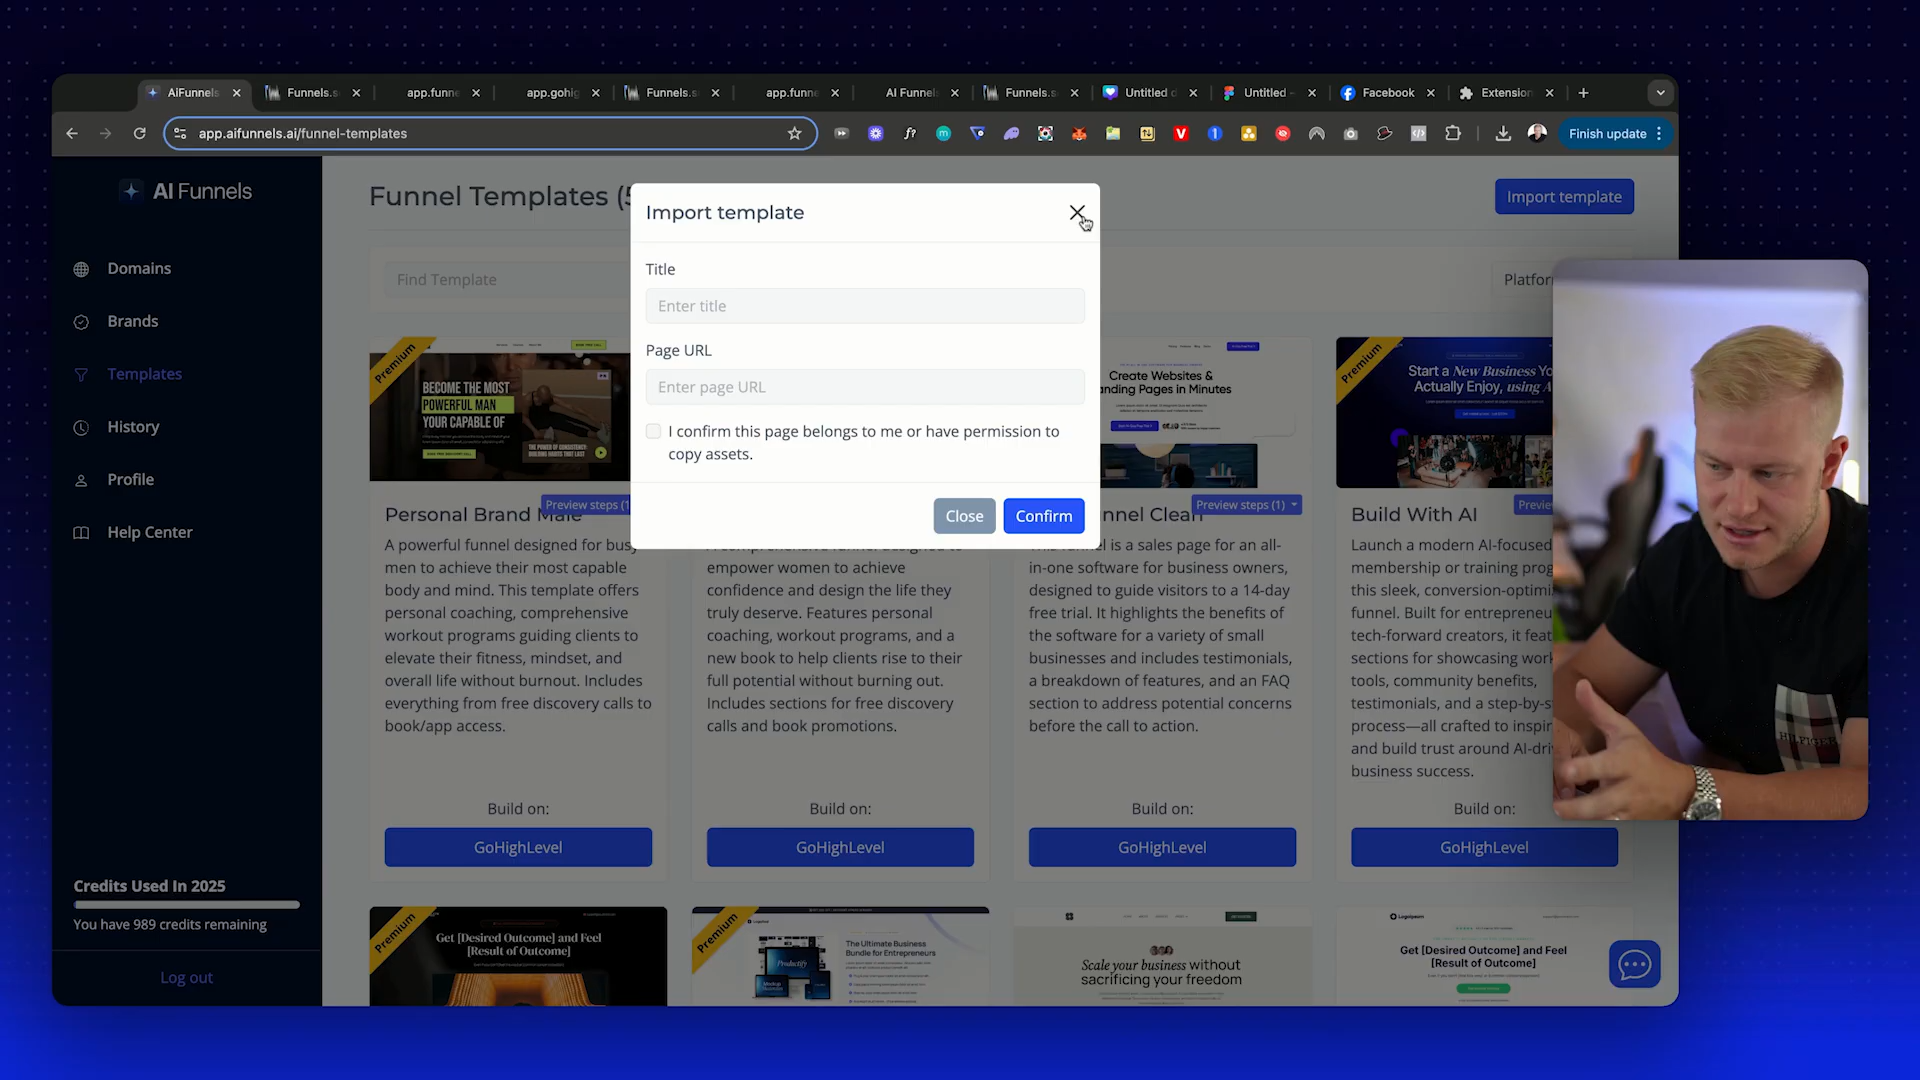 AiFunnels
Funnels.s
app.funne
app.gohig
Funnels.s
app.funne
AI Funnel
Funnels.s
Untitled d
Untitled –
Facebook
Extension
app.aifunnels.ai/funnel-templates
Finish update
AI Funnels
Domains
Brands
Templates
History
Profile
Help Center
Credits Used In 2025
You have 989 credits remaining
Log out
Funnel Templates (5
Import template
Find Template
Platfor
Import template
Title
Enter title
Page URL
Enter page URL
I confirm this page belongs to me or have permission to
copy assets.
Close
Confirm
Premium
BECOME THE MOST
POWERFUL MAN
YOUR CAPABLE OF
THE POWER OF CONSISTENCY:
BUILDING HABITS THAT LAST
Preview steps (1
Personal Brand Male
A powerful funnel designed for busy
men to achieve their most capable
body and mind. This template offers
personal coaching, comprehensive
workout programs guiding clients to
elevate their fitness, mindset, and
overall life without burnout. Includes
everything from free discovery calls to
book/app access.
Build on:
GoHighLevel
A comprehensive funnel designed to
empower women to achieve
confidence and design the life they
truly deserve. Features personal
coaching, workout programs, and a
new book to help clients rise to their
full potential without burning out.
Includes sections for free discovery
calls and book promotions.
Build on:
GoHighLevel
Create Websites &
anding Pages in Minutes
Preview steps (1)
nnel Clean
This funnel is a sales page for an all-
in-one software for business owners,
designed to guide visitors to a 14-day
free trial. It highlights the benefits of
the software for a variety of small
businesses and includes testimonials,
a breakdown of features, and an FAQ
section to address potential concerns
before the call to action.
Build on:
GoHighLevel
Premium
Start a New Business Yo
Actually Enjoy, using A
Previe
Build With AI
Launch a modern AI-focused
membership or training prog
this sleek, conversion-optim
funnel. Built for entrepreneu
tech-forward creators, it feat
sections for showcasing work
tools, community benefits,
testimonials, and a step-by-s
process—all crafted to inspir
and build trust around AI-driv
business success.
Build on:
GoHighLevel
HILFIGER
Premium
Get [Desired Outcome] and Feel
[Result of Outcome]
Premium
Productify
The Ultimate Business
Bundle for Entrepreneurs
Scale your business without
sacrificing your freedom
Logoipsum
Get [Desired Outcome] and Feel
[Result of Outcome]